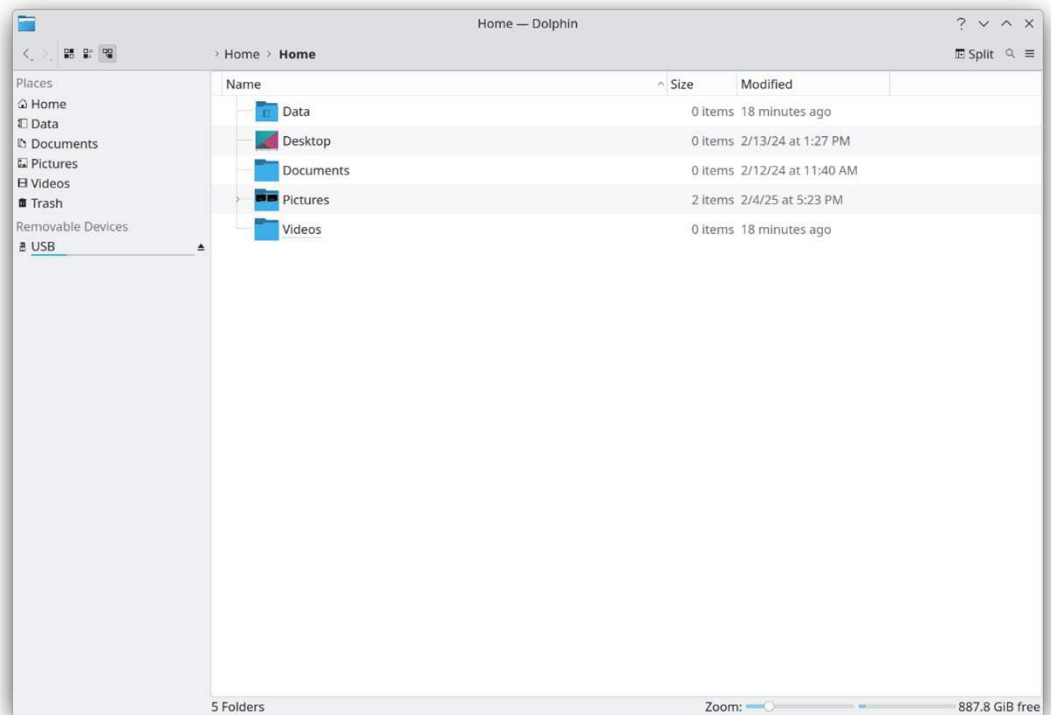 Home — Dolphin
Home > Home
Split
Places
Home
Data
Documents
Pictures
Videos
Trash
Removable Devices
USB
Name Size Modified
Data 0 items 18 minutes ago
Desktop 0 items 2/13/24 at 1:27 PM
Documents 0 items 2/12/24 at 11:40 AM
Pictures 2 items 2/4/25 at 5:23 PM
Videos 0 items 18 minutes ago
5 Folders Zoom: 887.8 GiB free